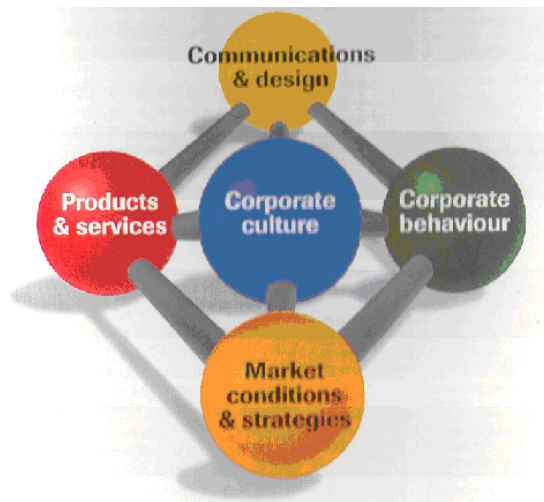 Communications
& design
Products
& services
Corporate
culture
Corporate
behaviour
Market
conditions
& strategies